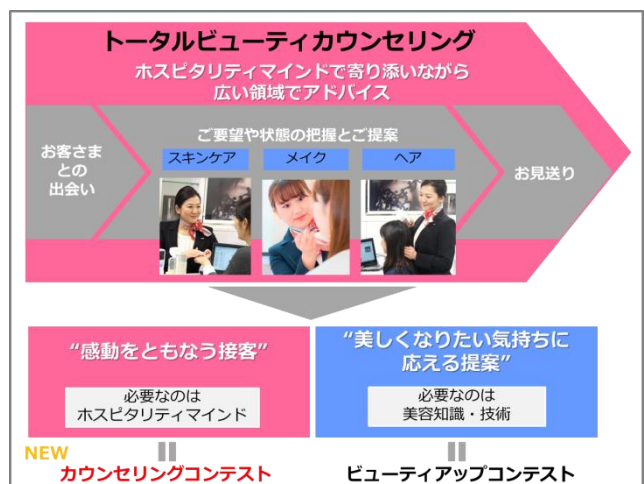 トータルビューティカウンセリング
ホスピタリティマインドで寄り添いながら
広い領域でアドバイス
お客さま
との
出会い
ご要望や状態の把握とご提案
スキンケア
メイク
ヘア
お見送り
“感動をともなう接客”
必要なのは
ホスピタリティマインド
“美しくなりたい気持ちに
応える提案”
必要なのは
美容知識・技術
NEW
カウンセリングコンテスト
ビューティアップコンテスト